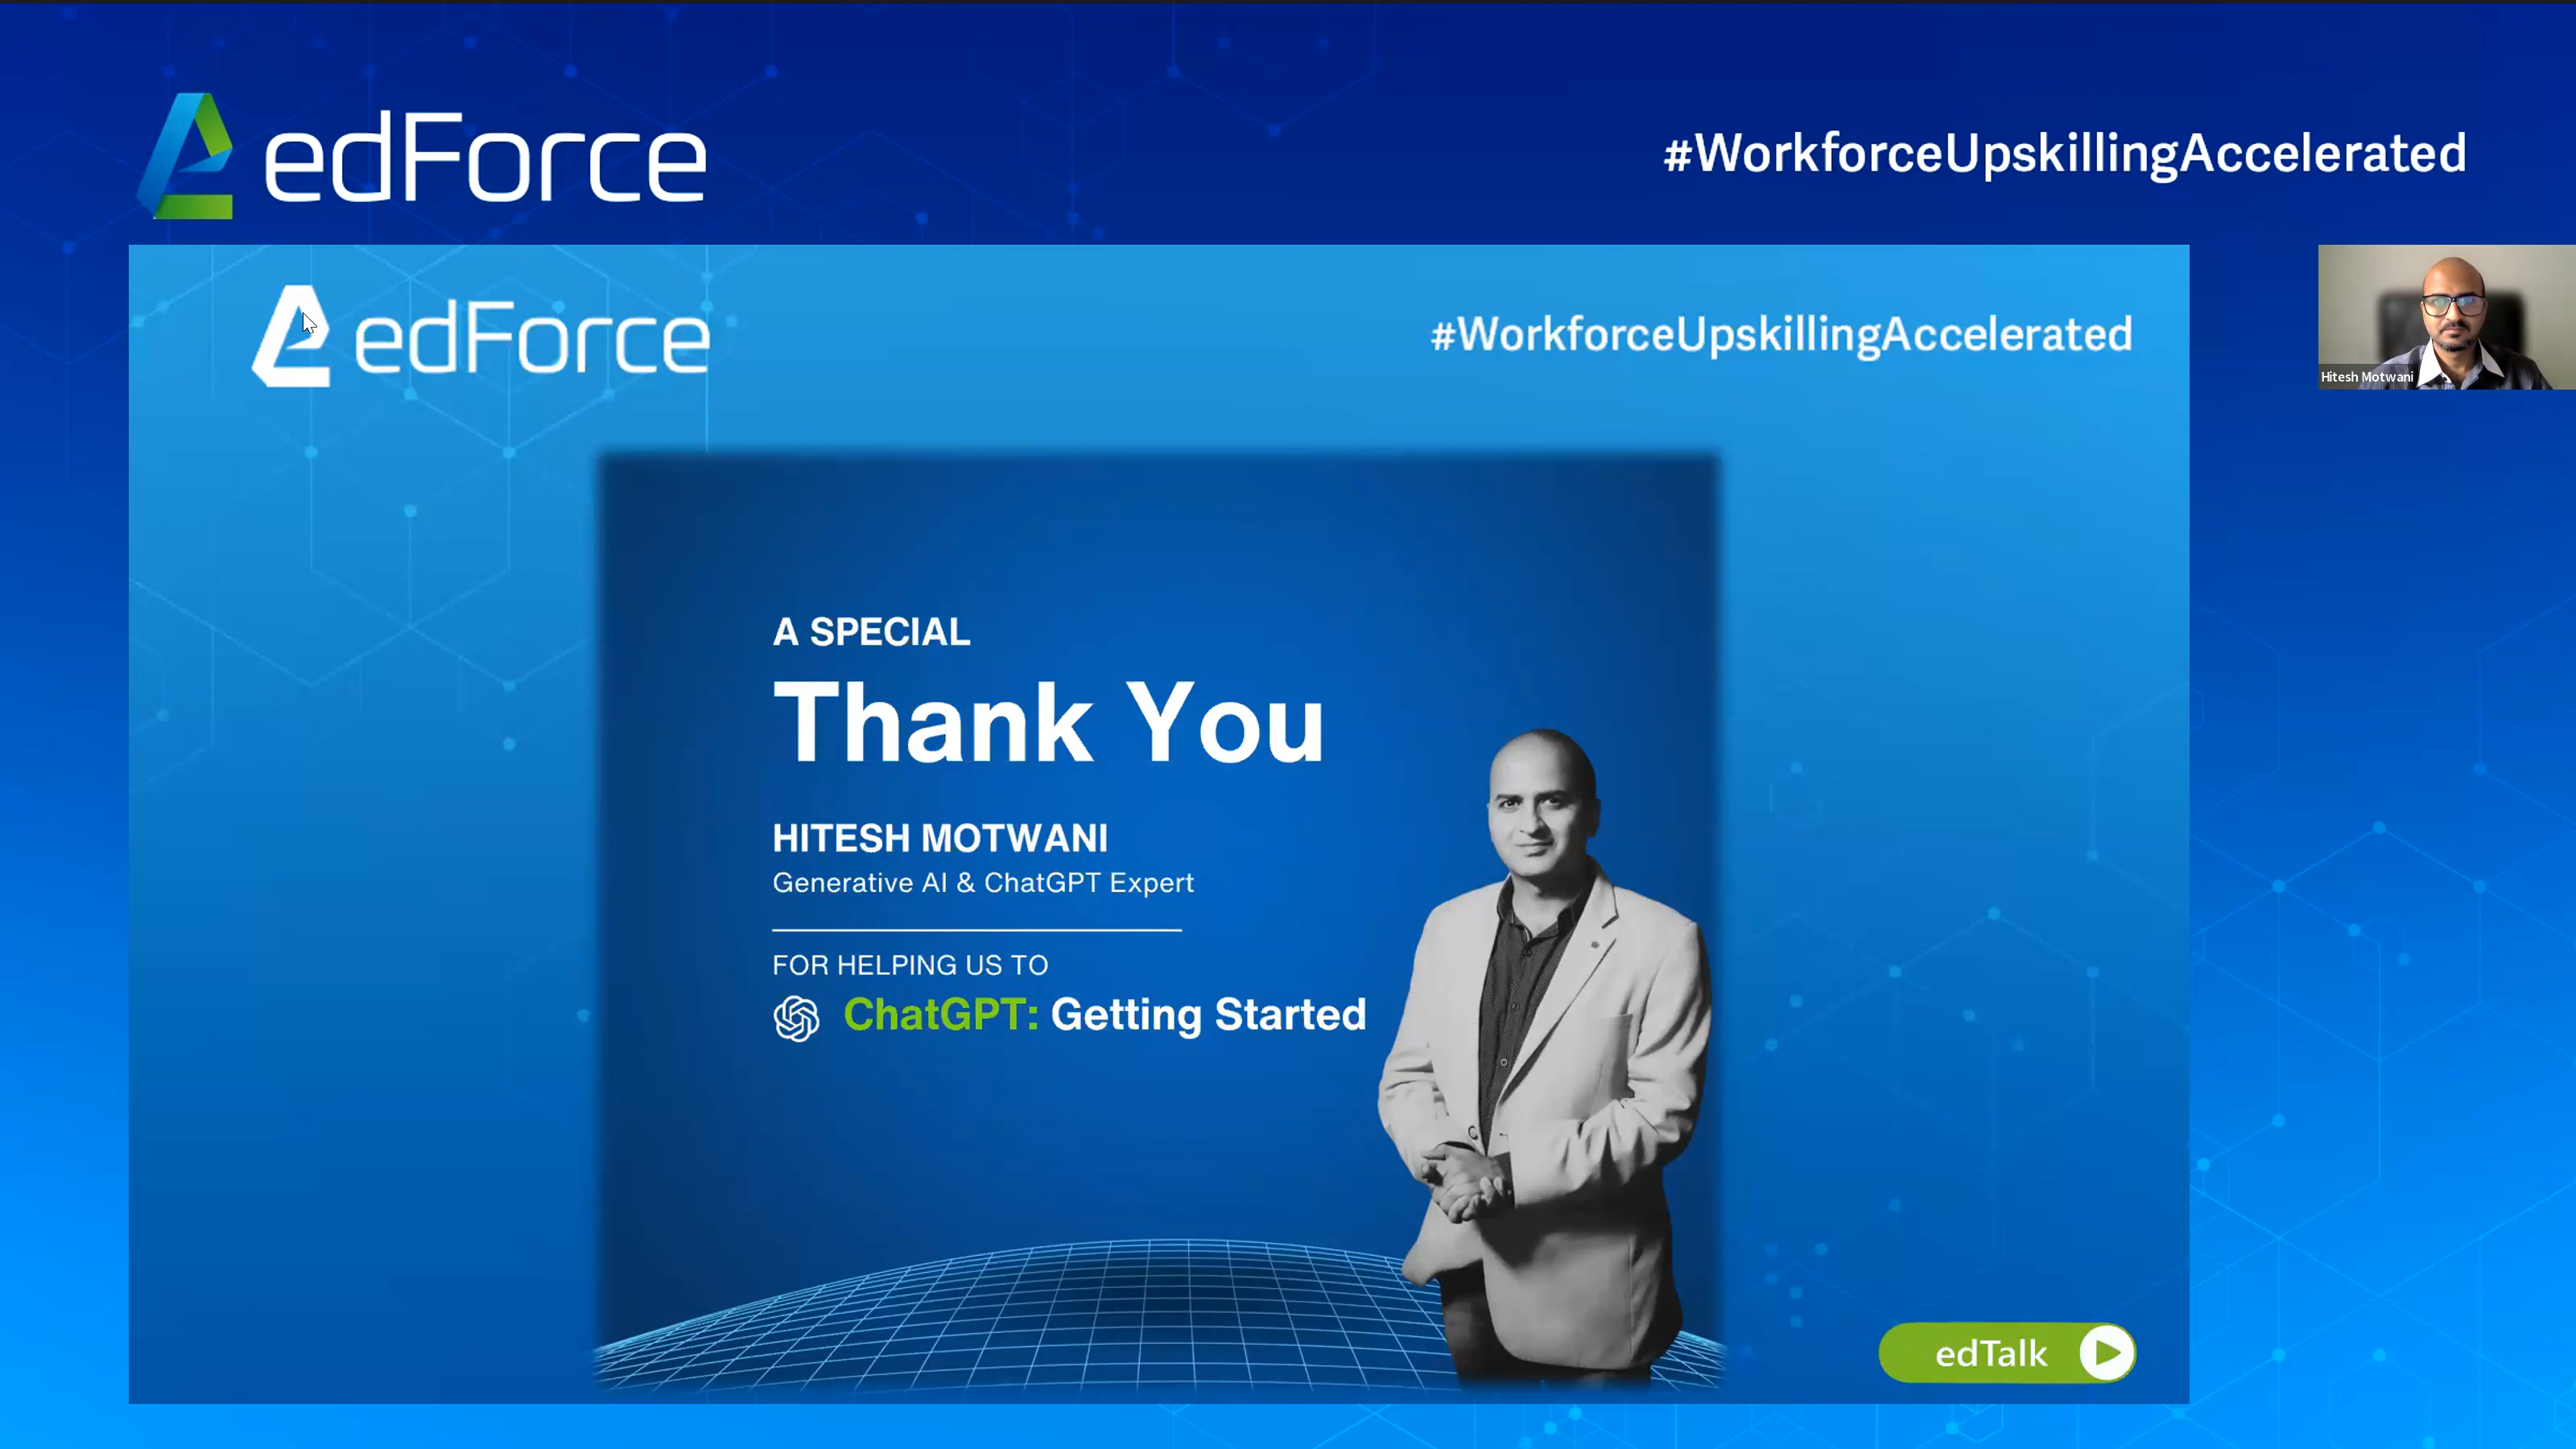 edForce
#WorkforceUpskillingAccelerated
edForce
#WorkforceUpskillingAccelerated
Hitesh Motwani
A SPECIAL
Thank You
HITESH MOTWANI
Generative AI & ChatGPT Expert
FOR HELPING US TO
ChatGPT: Getting Started
edTalk